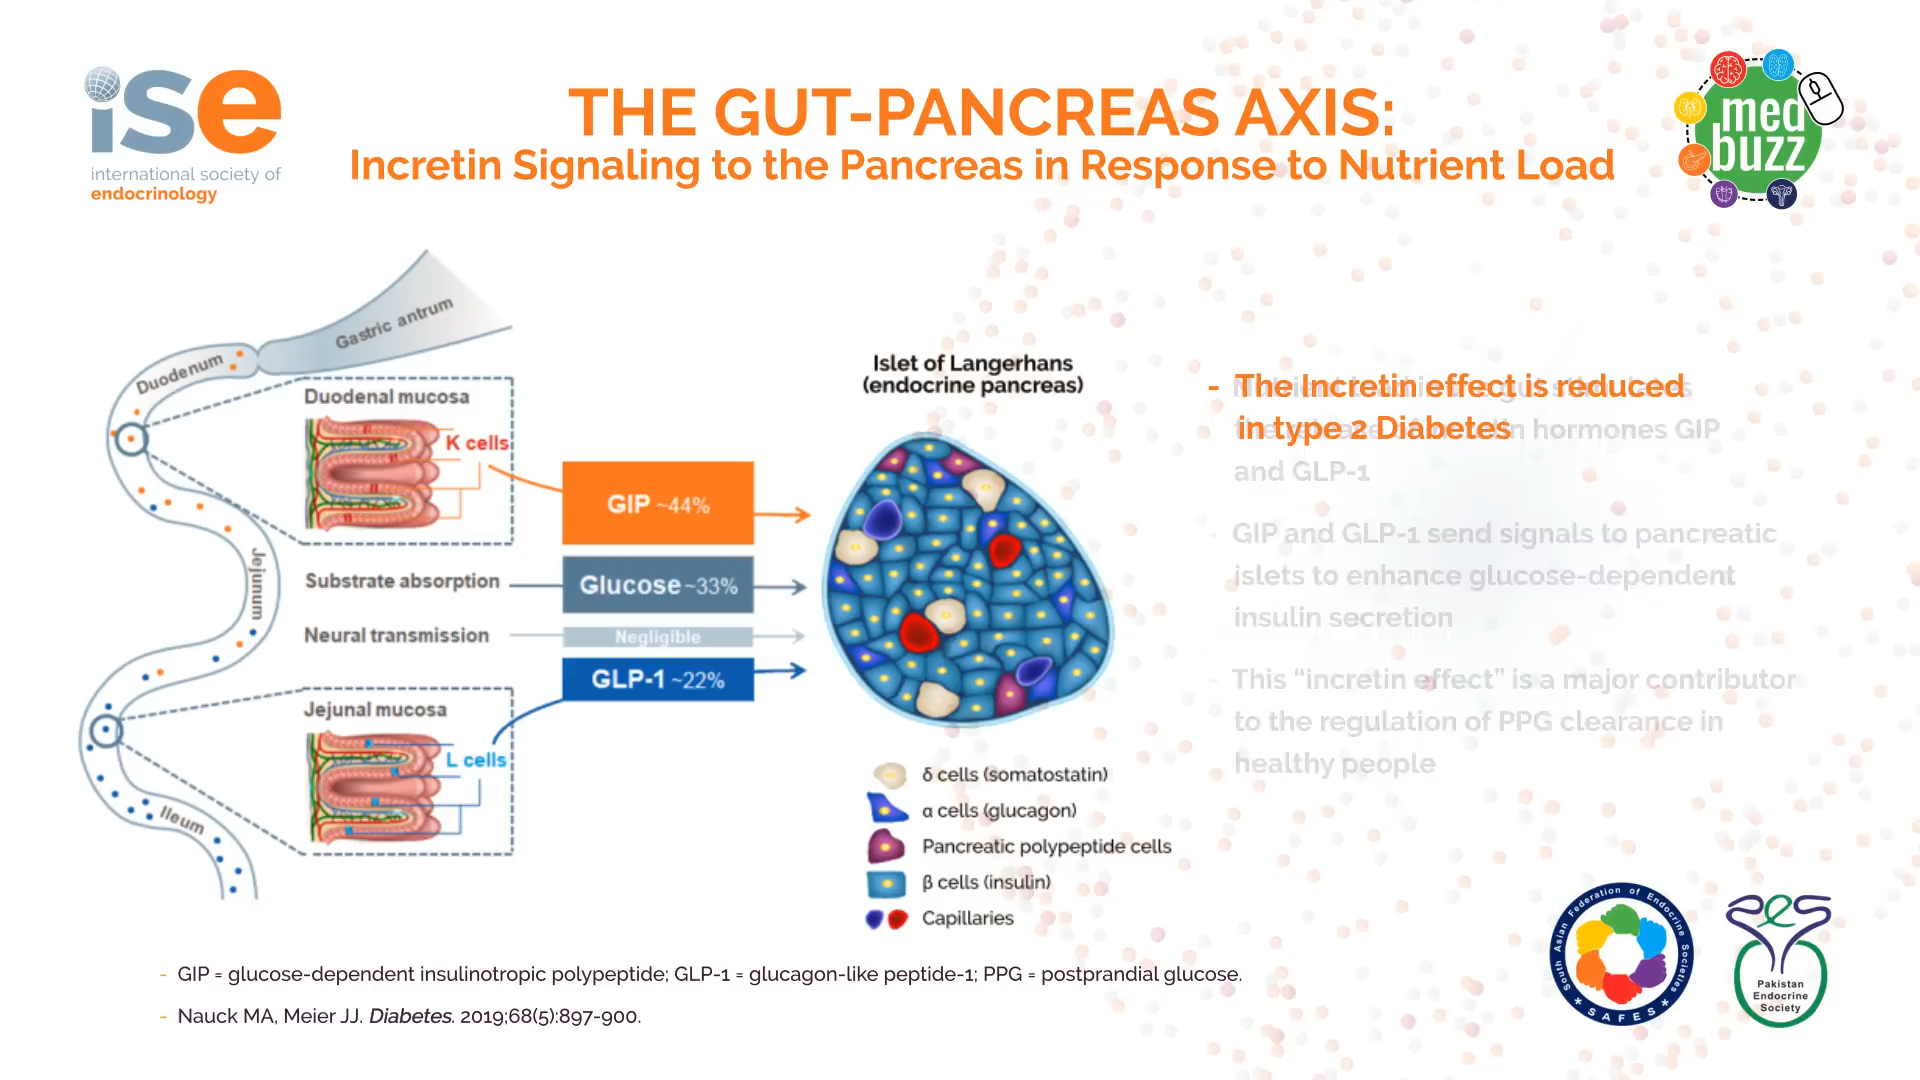 ise
international society of
endocrinology
THE GUT-PANCREAS AXIS:
Incretin Signaling to the Pancreas in Response to Nutrient Load
med
buzz
Gastric antrum
Duodenum
Jejunum
Ileum
Duodenal mucosa
K cells
Substrate absorption
Neural transmission
Jejunal mucosa
L cells
GIP ~44%
Glucose ~33%
Negligible
GLP-1 ~22%
Islet of Langerhans
(endocrine pancreas)
δ cells (somatostatin)
α cells (glucagon)
Pancreatic polypeptide cells
β cells (insulin)
Capillaries
- The Incretin effect is reduced
in type 2 Diabetes
hormones GIP
and GLP-1
- GIP and GLP-1 send signals to pancreatic
islets to enhance glucose-dependent
insulin secretion
- This “incretin effect” is a major contributor
to the regulation of PPG clearance in
healthy people
- GIP = glucose-dependent insulinotropic polypeptide; GLP-1 = glucagon-like peptide-1; PPG = postprandial glucose.
- Nauck MA, Meier JJ. Diabetes. 2019;68(5):897-900.
South Asian Federation of Endocrine Societies
SAFES
PES
Pakistan
Endocrine
Society